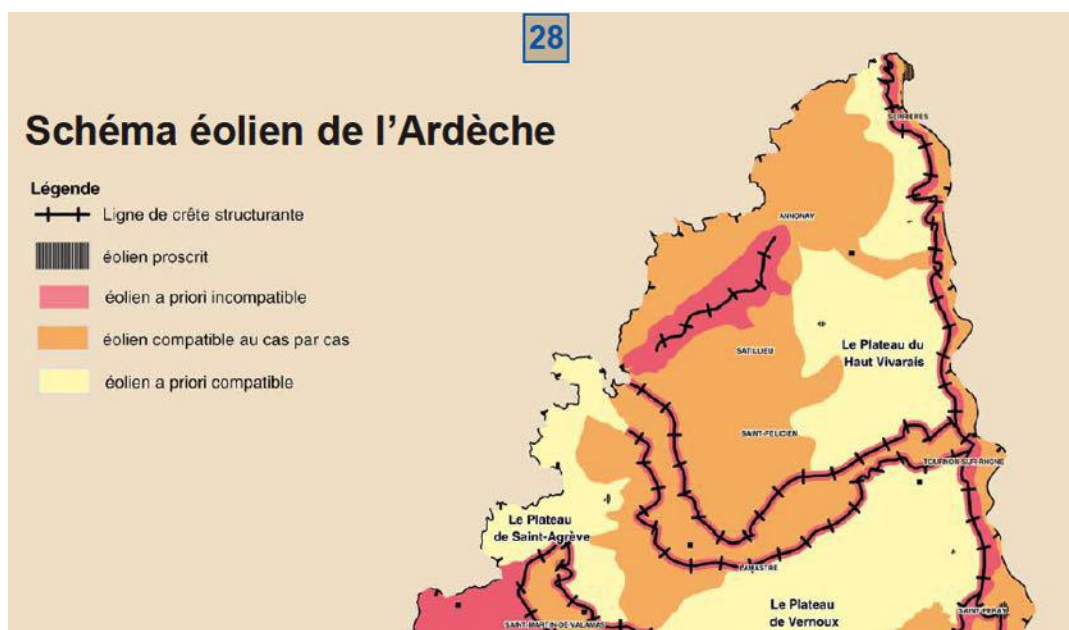 28
Schéma éolien de l'Ardèche
Légende
Ligne de crête structurante
éolien proscrit
éolien a priori incompatible
éolien compatible au cas par cas
éolien a priori compatible
SERRIERES
ANNONAY
Le Plateau du
Haut Vivarais
SATILLIEU
SAINT-FELICIEN
TOURNON-SUR-RHONE
Le Plateau
de Saint-Agrève
LAMASTRE
Le Plateau
de Vernoux
SAINT-PERAY
SAINT-MARTIN-DE-VALAMAS